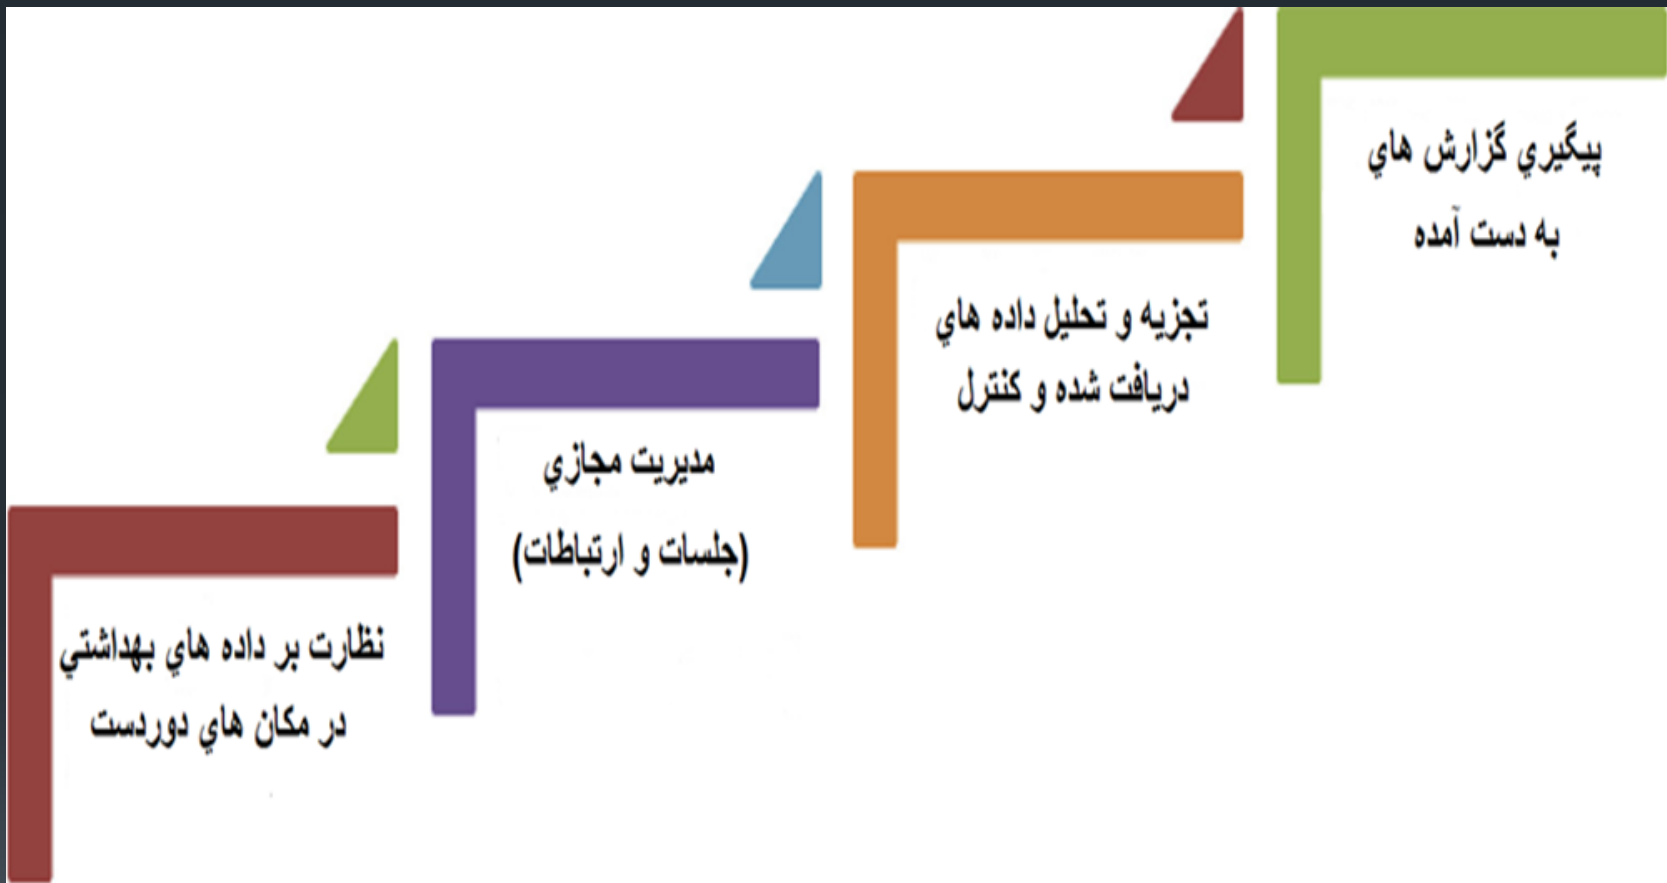 نظارت بر داده هاي بهداشتي
در مكان هاي دوردست
مديريت مجازي
(جلسات و ارتباطات)
تجزيه و تحليل داده هاي
دريافت شده و كنترل
پيگيري گزارش هاي
به دست آمده